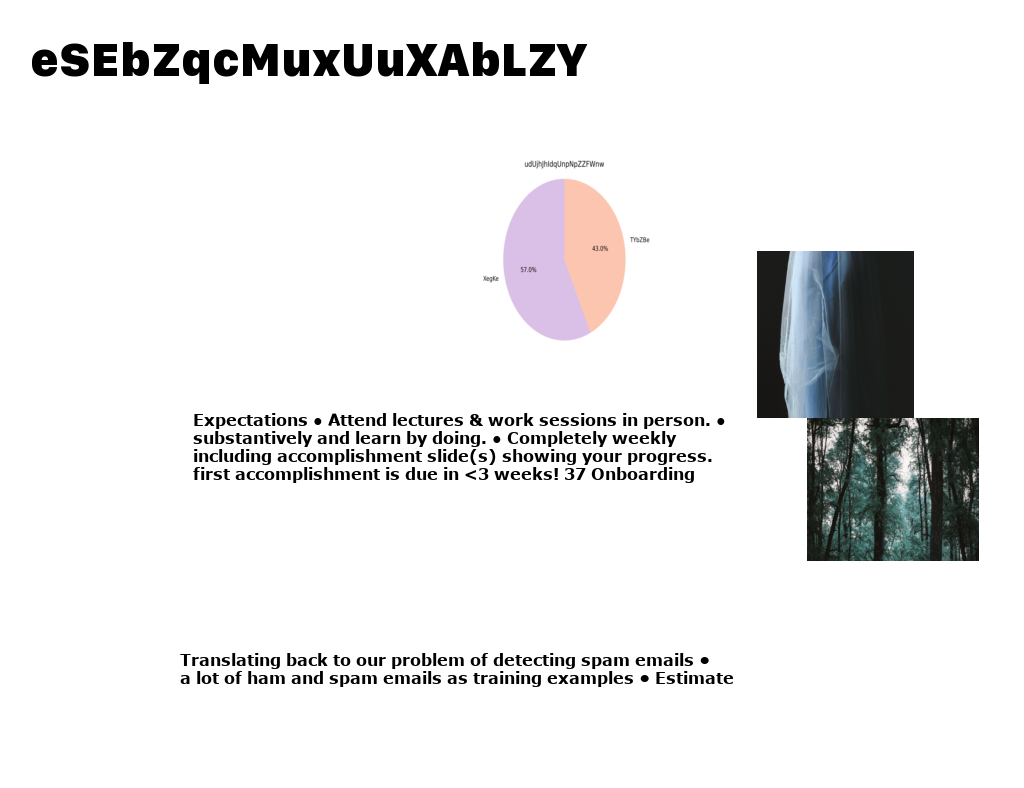 eSEbZqcMuxUuXAbLZY
udUjhJhIdqUnpNpZZFWnw
43.0%
TYbZBe
57.0%
XegKe
Expectations ● Attend lectures & work sessions in person. ●
substantively and learn by doing. ● Completely weekly
including accomplishment slide(s) showing your progress.
first accomplishment is due in <3 weeks! 37 Onboarding
Translating back to our problem of detecting spam emails ●
a lot of ham and spam emails as training examples ● Estimate